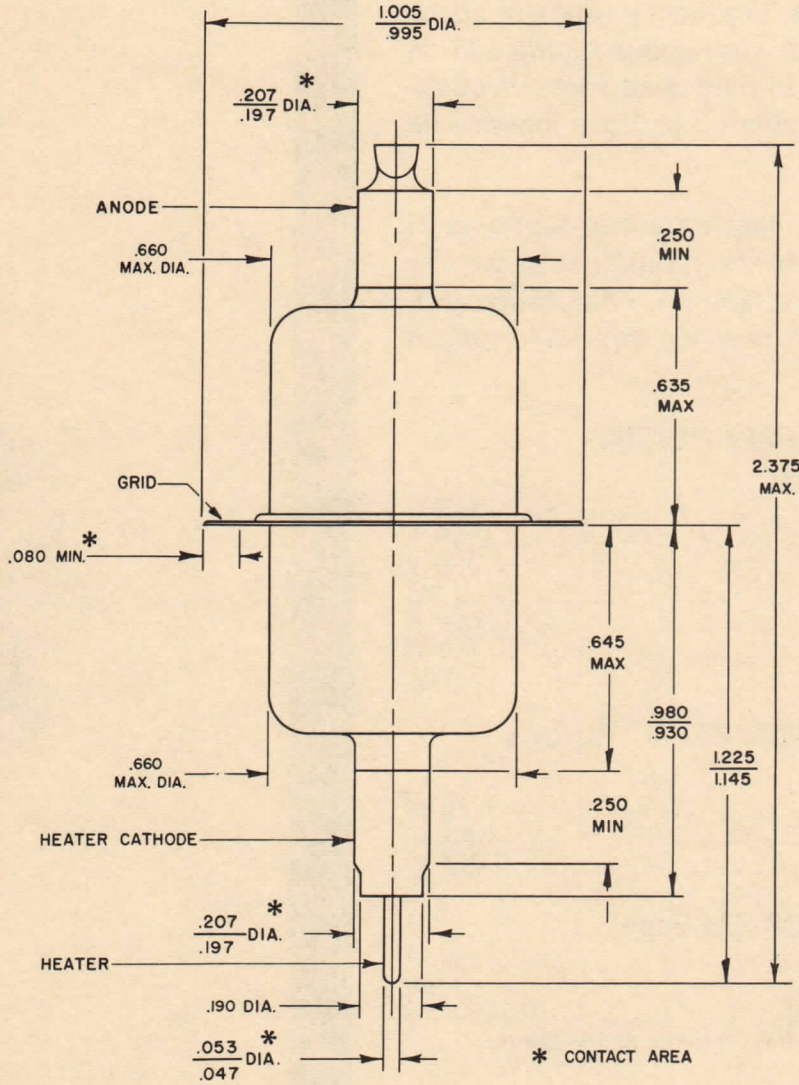 1.005
.995 DIA.
.207 *
.197 DIA.
ANODE
.250
MIN
.660
MAX. DIA.
.635
MAX
2.375
MAX.
GRID
.080 MIN. *
.645
MAX
.980
.930
1.225
1.145
.660
MAX. DIA.
.250
MIN
HEATER CATHODE
.207 *
.197 DIA.
HEATER
.190 DIA.
.053 *
.047 DIA.
* CONTACT AREA